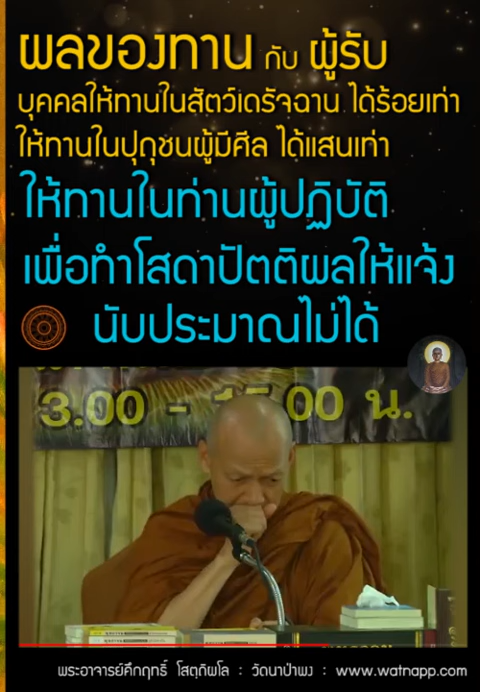 ผลของทาน กับ ผู้รับ
บุคคลให้ทานในสัตว์เดรัจฉาน ได้ร้อยเท่า
ให้ทานในปุถุชนผู้มีศีล ได้แสนเท่า
ให้ทานในท่านผู้ปฏิบัติ
เพื่อทำโสดาปัตติผลให้แจ้ง
นับประมาณไม่ได้
3.00 - 1 .00 น.
พระอาจารย์คึกฤทธิ์ โสตฺถิผโล : วัดนาป่าพง : www.watnapp.com